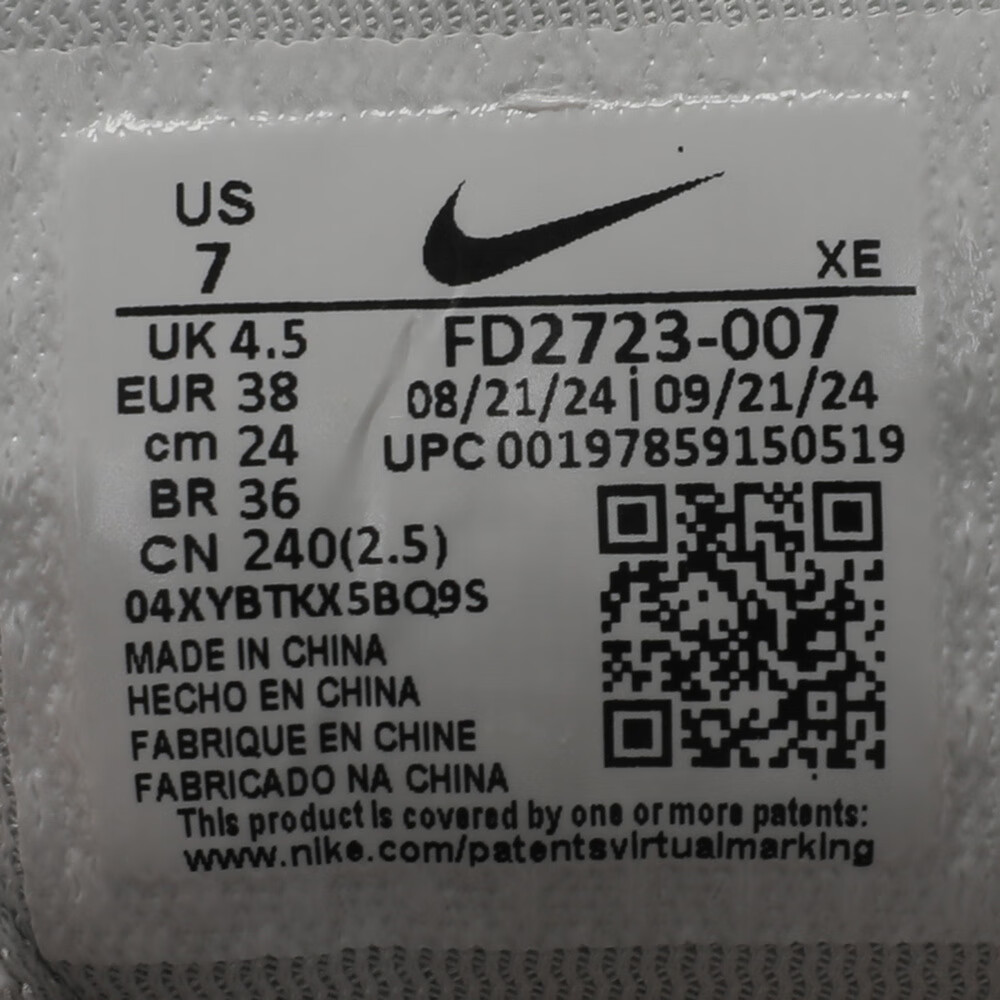 US
7
XE
UK 4.5
FD2723-007
EUR 38
08/21/24 | 09/21/24
cm 24
UPC 00197859150519
BR 36
CN 240(2.5)
04XYBTKX5BQ9S
MADE IN CHINA
HECHO EN CHINA
FABRIQUE EN CHINE
FABRICADO NA CHINA
This product is covered by one or more patents:
www.nike.com/patentsvirtualmarking